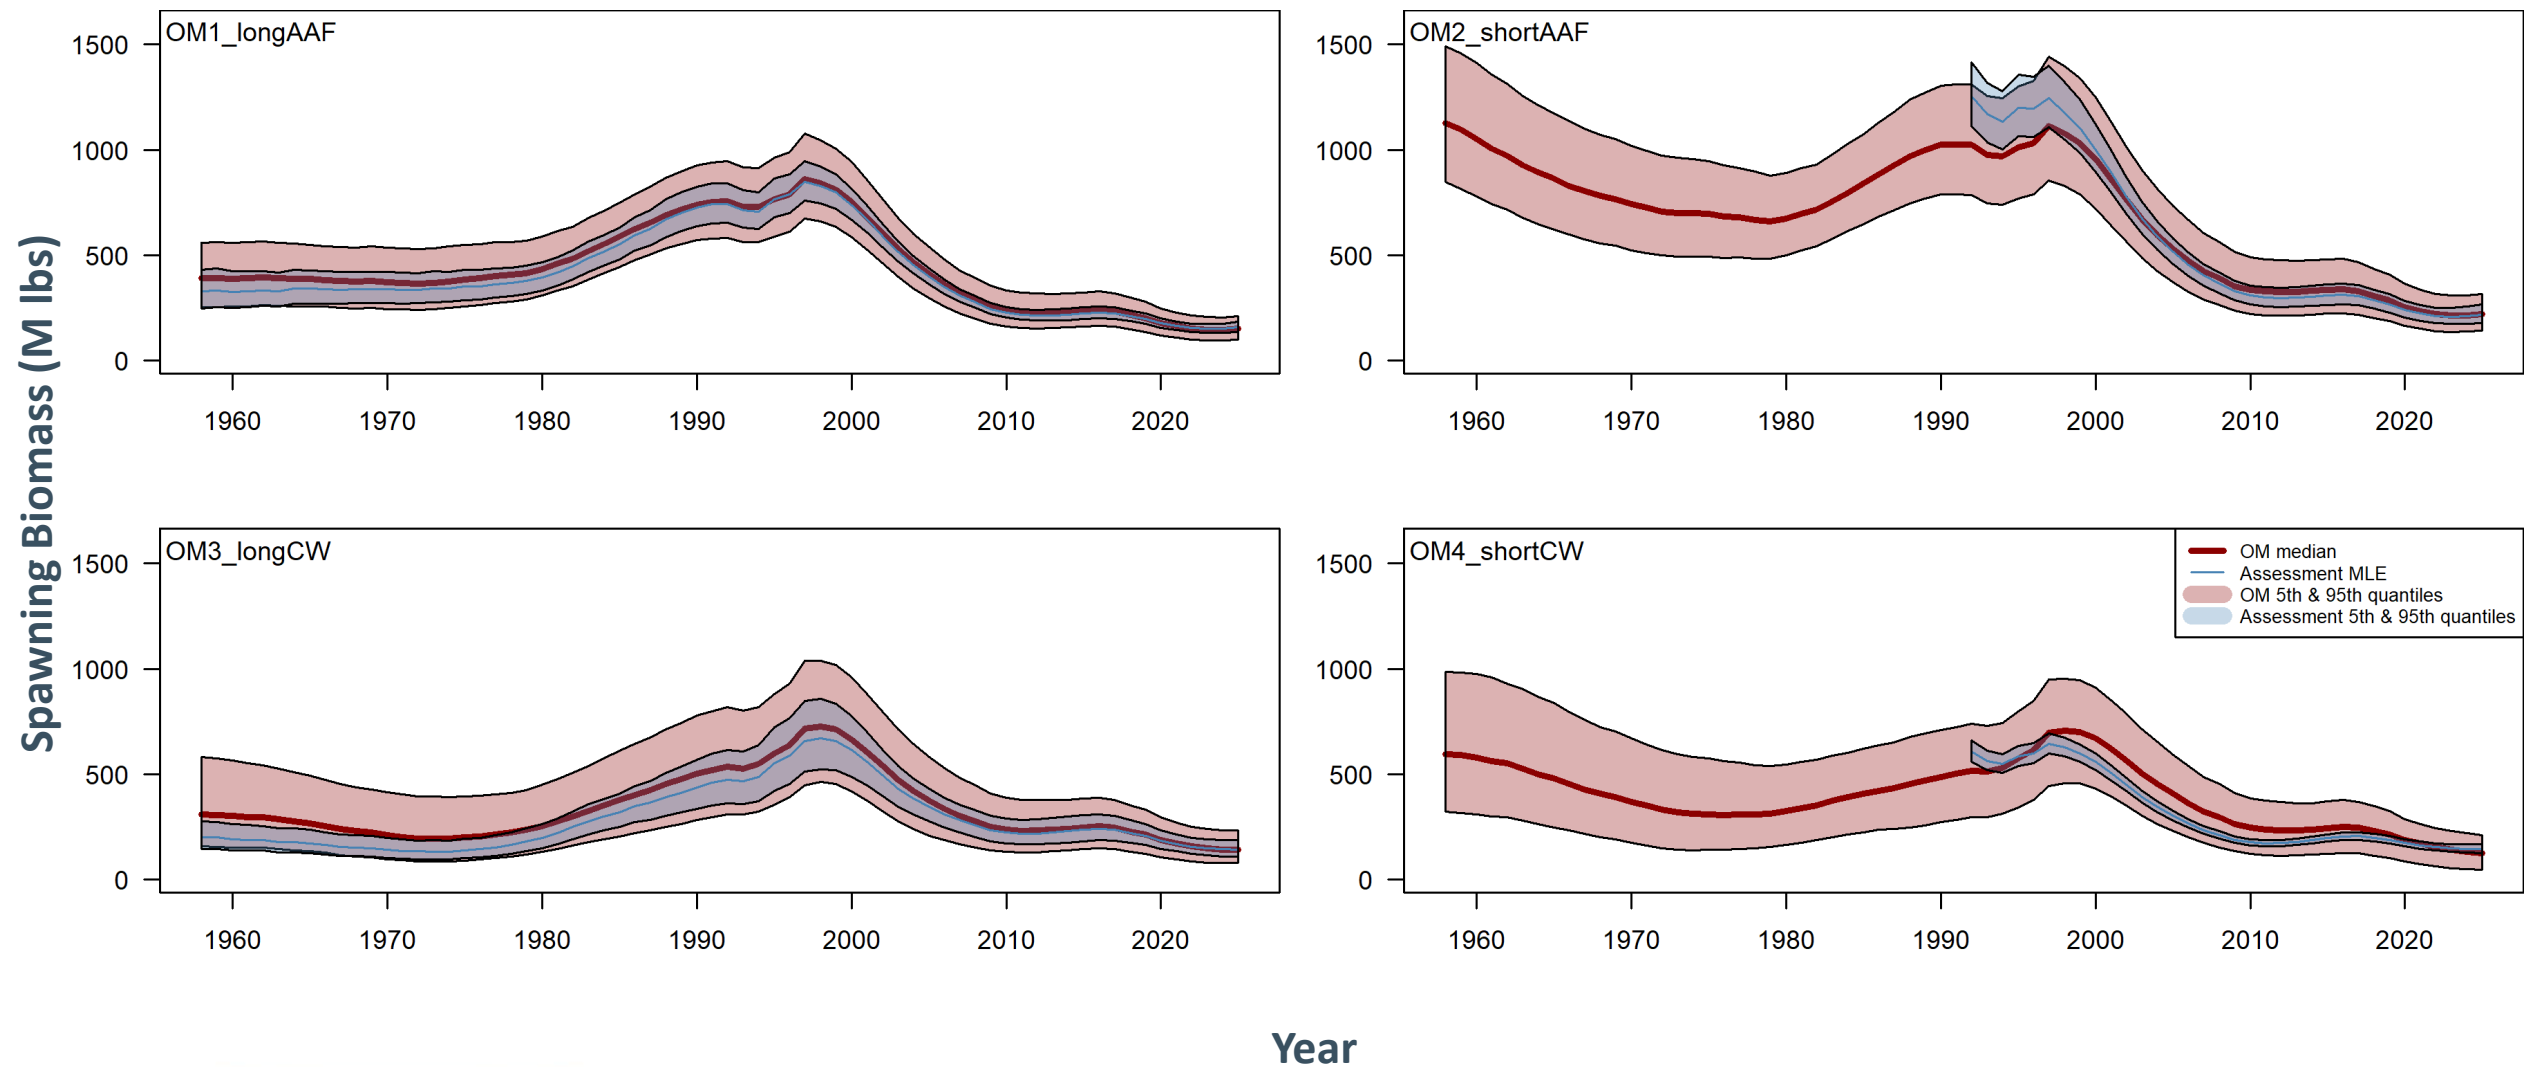 Spawning Biomass (M lbs)
OM1_longAAF
1500
1000
500
0
1960 1970 1980 1990 2000 2010 2020
OM2_shortAAF
1500
1000
500
0
1960 1970 1980 1990 2000 2010 2020
OM3_longCW
1500
1000
500
0
1960 1970 1980 1990 2000 2010 2020
OM4_shortCW
1500
1000
500
0
1960 1970 1980 1990 2000 2010 2020
OM median
Assessment MLE
OM 5th & 95th quantiles
Assessment 5th & 95th quantiles
Year